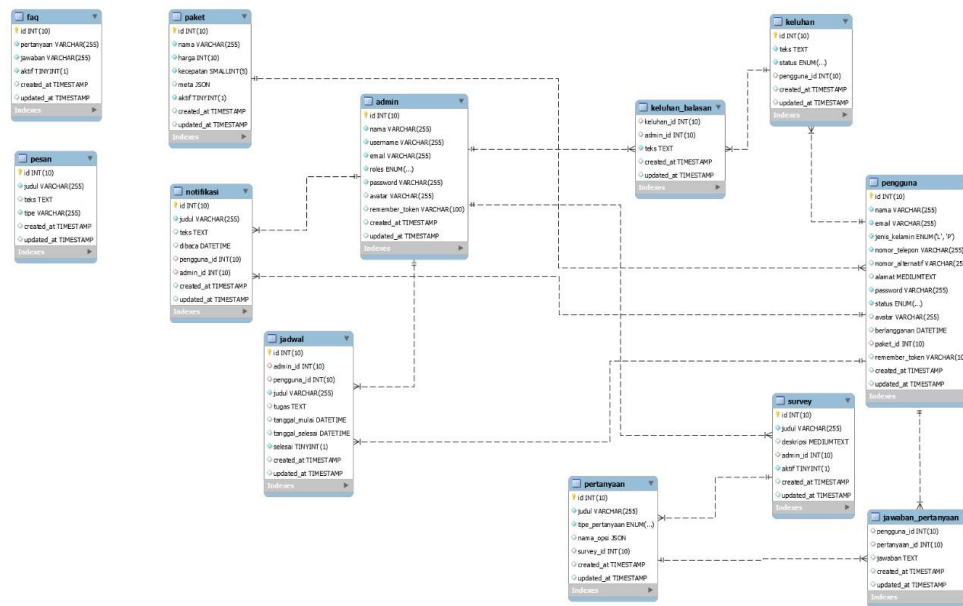 faq
id INT(10)
pertanyaan VARCHAR(255)
jawaban VARCHAR(255)
aktif TINYINT(1)
created_at TIMESTAMP
updated_at TIMESTAMP
Indexes
paket
id INT(10)
nama VARCHAR(255)
harga INT(10)
kecepatan SMALLINT(5)
meta JSON
aktif TINYINT(1)
created_at TIMESTAMP
updated_at TIMESTAMP
Indexes
keluhan
id INT(10)
teks TEXT
status ENUM(...)
pengguna_id INT(10)
created_at TIMESTAMP
updated_at TIMESTAMP
Indexes
admin
id INT(10)
nama VARCHAR(255)
username VARCHAR(255)
email VARCHAR(255)
roles ENUM(...)
password VARCHAR(255)
avatar VARCHAR(255)
remember_token VARCHAR(100)
created_at TIMESTAMP
updated_at TIMESTAMP
Indexes
keluhan_balasan
keluhan_id INT(10)
admin_id INT(10)
teks TEXT
created_at TIMESTAMP
updated_at TIMESTAMP
Indexes
pesan
id INT(10)
judul VARCHAR(255)
teks TEXT
tipe VARCHAR(255)
created_at TIMESTAMP
updated_at TIMESTAMP
Indexes
notifikasi
id INT(10)
judul VARCHAR(255)
teks TEXT
dibaca DATETIME
pengguna_id INT(10)
admin_id INT(10)
created_at TIMESTAMP
updated_at TIMESTAMP
Indexes
pengguna
id INT(10)
nama VARCHAR(255)
email VARCHAR(255)
jenis_kelamin ENUM('L', 'P')
nomor_telepon VARCHAR(255)
nomor_alternatif VARCHAR(25
alamat MEDIUMTEXT
password VARCHAR(255)
status ENUM(...)
avatar VARCHAR(255)
berlangganan DATETIME
paket_id INT(10)
remember_token VARCHAR(10
created_at TIMESTAMP
updated_at TIMESTAMP
Indexes
jadwal
id INT(10)
admin_id INT(10)
pengguna_id INT(10)
judul VARCHAR(255)
tugas TEXT
tanggal_mulai DATETIME
tanggal_selesai DATETIME
selesai TINYINT(1)
created_at TIMESTAMP
updated_at TIMESTAMP
Indexes
survey
id INT(10)
judul VARCHAR(255)
deskripsi MEDIUMTEXT
admin_id INT(10)
aktif TINYINT(1)
created_at TIMESTAMP
updated_at TIMESTAMP
Indexes
pertanyaan
id INT(10)
judul VARCHAR(255)
tipe_pertanyaan ENUM(...)
nama_opsi JSON
survey_id INT(10)
created_at TIMESTAMP
updated_at TIMESTAMP
Indexes
jawaban_pertanyaan
pengguna_id INT(10)
pertanyaan_id INT(10)
jawaban TEXT
created_at TIMESTAMP
updated_at TIMESTAMP
Indexes